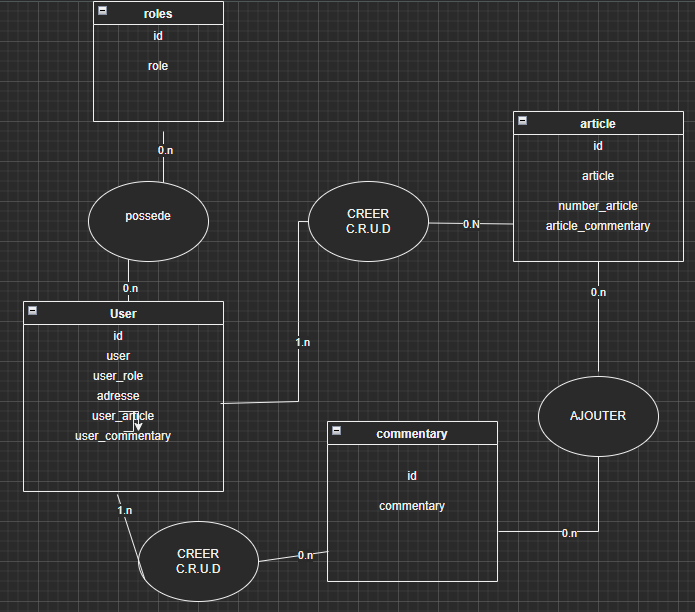 roles
id
role
0.n
possede
0.n
User
id
user
user_role
adresse
user_article
user_commentary
1.n
CREER
C.R.U.D
0.n
commentary
id
commentary
1.n
CREER
C.R.U.D
0.N
article
id
article
number_article
article_commentary
0.n
AJOUTER
0.n